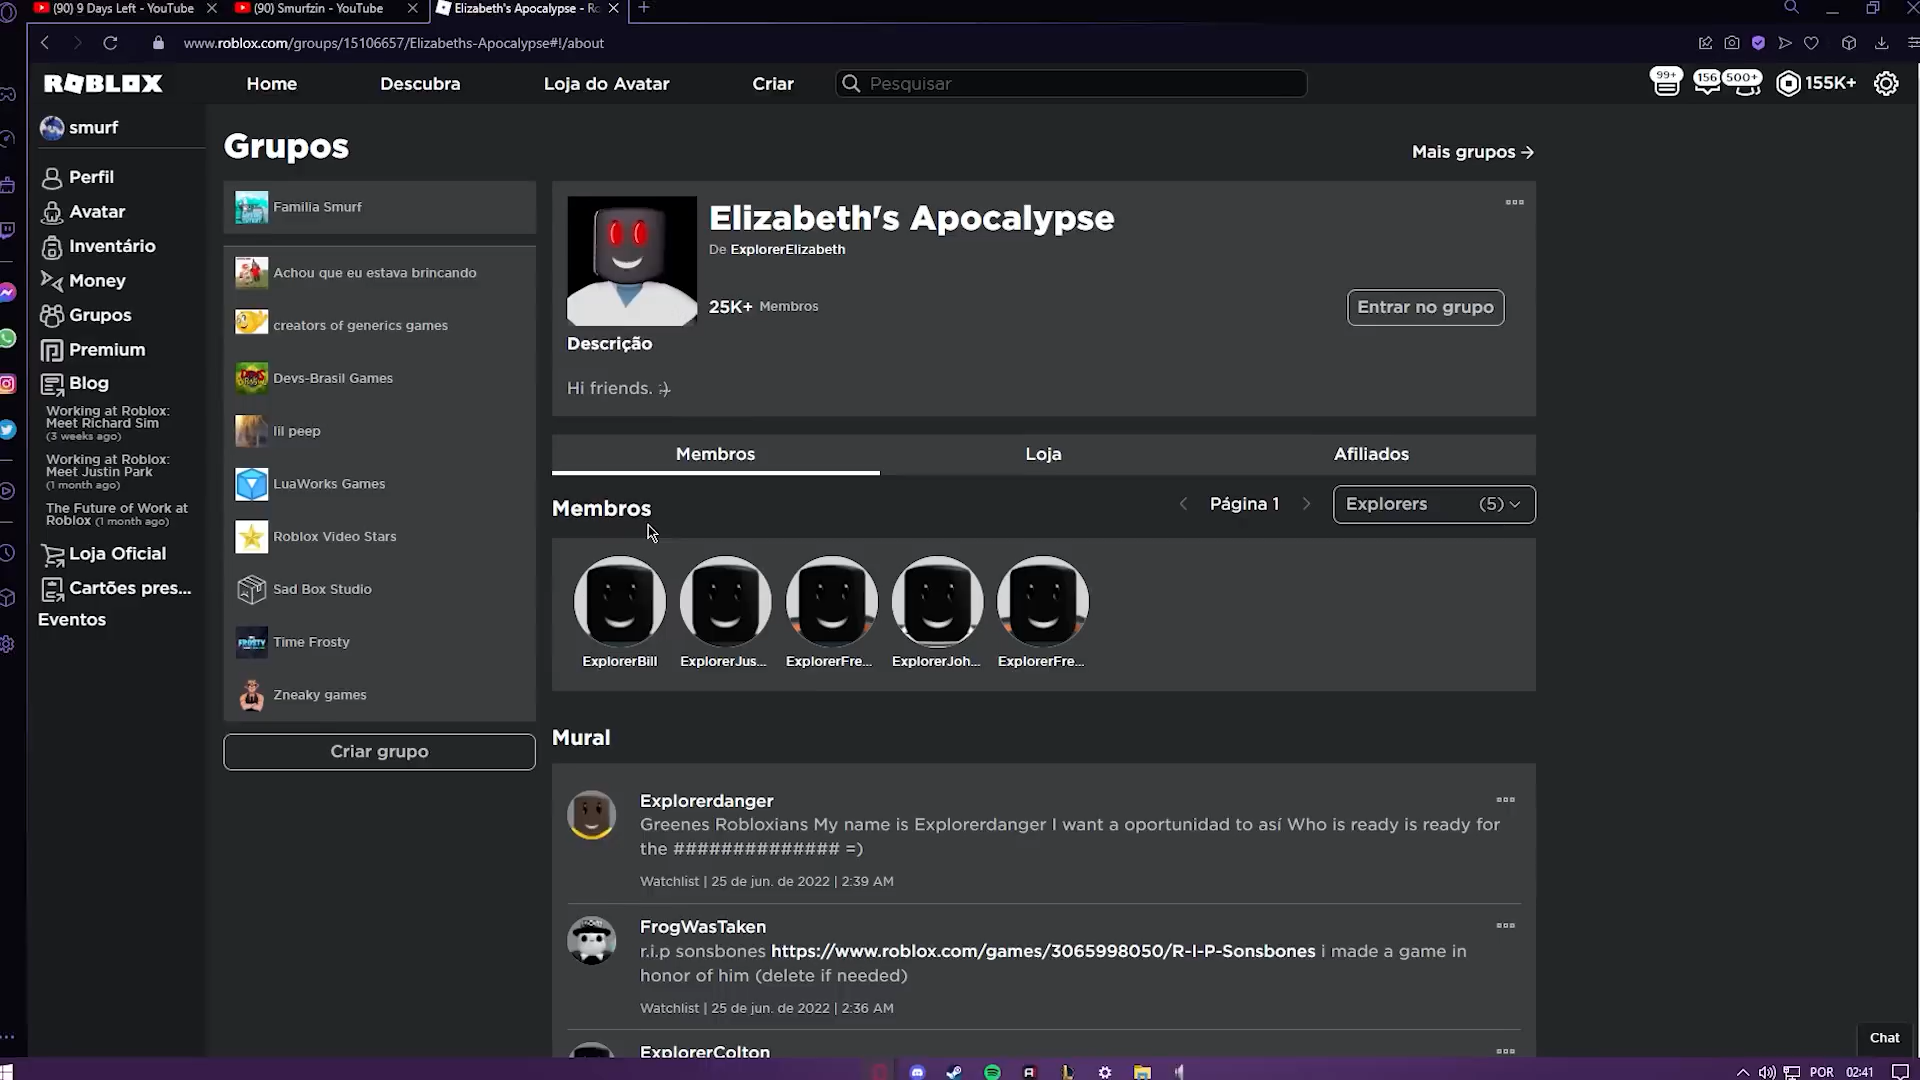 (90) 9 Days Left - YouTube
(90) Smurfzin - YouTube
Elizabeth's Apocalypse - Ro
www.roblox.com/groups/15106657/Elizabeths-Apocalypse#!/about
ROBLOX
Home
Descubra
Loja do Avatar
Criar
Pesquisar
99+
156
500+
155K+
smurf
Perfil
Avatar
Inventário
Money
Grupos
Premium
Blog
Working at Roblox:
Meet Richard Sim
(3 weeks ago)
Working at Roblox:
Meet Justin Park
(1 month ago)
The Future of Work at
Roblox (1 month ago)
Loja Oficial
Cartões pres...
Eventos
Grupos
Mais grupos →
Familia Smurf
Achou que eu estava brincando
creators of generics games
Devs-Brasil Games
lil peep
LuaWorks Games
Roblox Video Stars
Sad Box Studio
Time Frosty
Zneaky games
Criar grupo
Elizabeth's Apocalypse
De ExplorerElizabeth
25K+ Membros
Entrar no grupo
Descrição
Hi friends. :)
Membros
Loja
Afiliados
Membros
Página 1
Explorers (5)
ExplorerBill
ExplorerJus...
ExplorerFre...
ExplorerJoh...
ExplorerFre...
Mural
Explorerdanger
Greenes Robloxians My name is Explorerdanger I want a oportunidad to así Who is ready is ready for
the ############## =)
Watchlist | 25 de jun. de 2022 | 2:39 AM
FrogWasTaken
r.i.p sonsbones https://www.roblox.com/games/3065998050/R-I-P-Sonsbones i made a game in
honor of him (delete if needed)
Watchlist | 25 de jun. de 2022 | 2:36 AM
ExplorerColton
Chat
POR 02:41